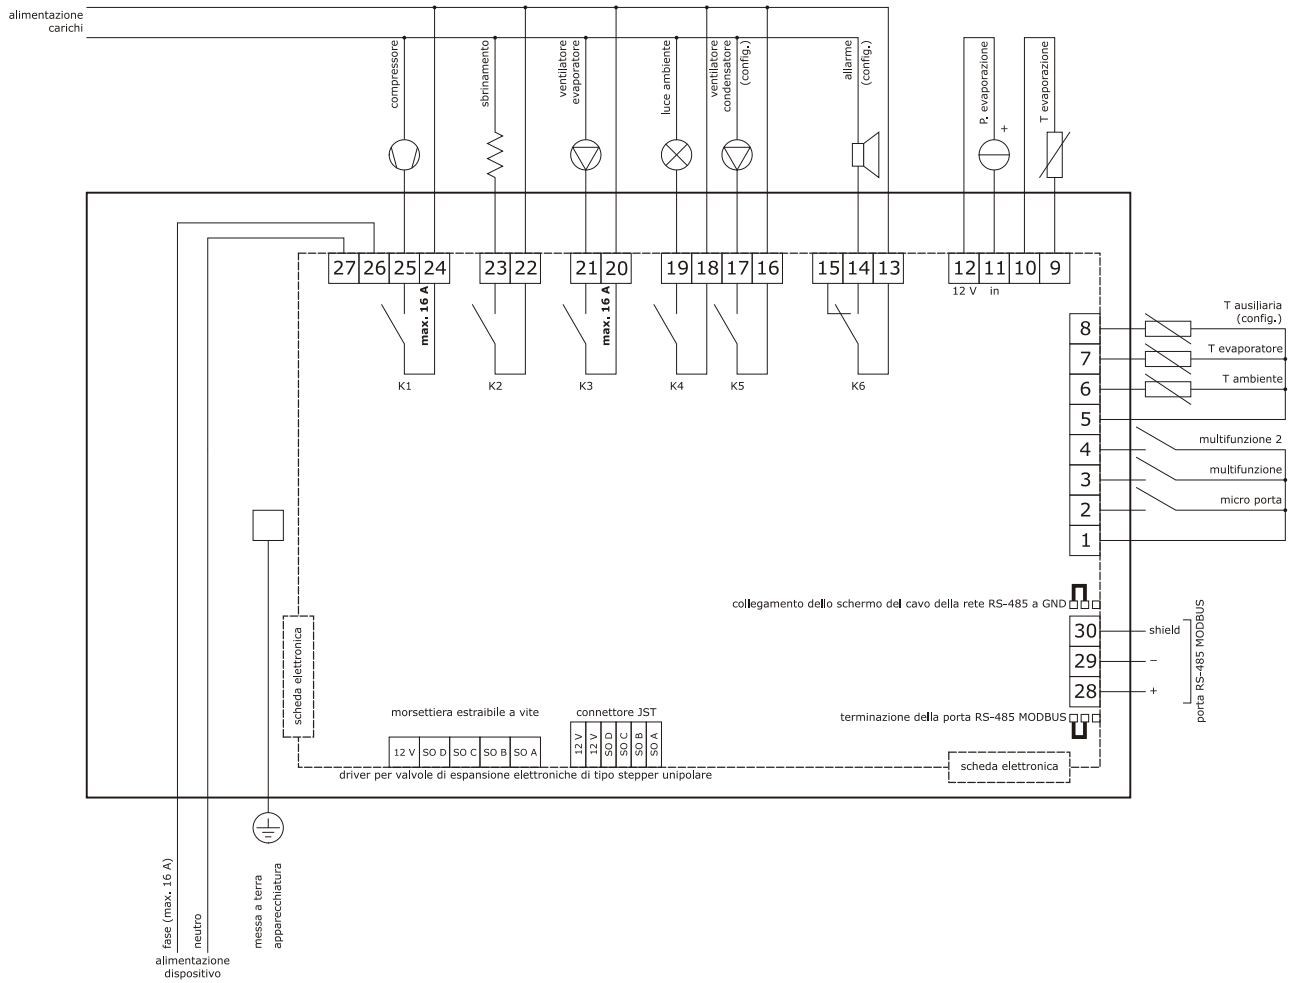 alimentazione
carichi
compressore
sbrinamento
ventilatore
evaporatore
luce ambiente
ventilatore
condensatore
(config.)
allarme
(config.)
P. evaporazione
+
T evaporazione
27 26 25 24
23 22
21 20
19 18 17 16
15 14 13
12 11 10 9
12 V in
max. 16 A
max. 16 A
K1
K2
K3
K4
K5
K6
8
7
6
5
4
3
2
1
T ausiliaria
(config.)
T evaporatore
T ambiente
multifunzione 2
multifunzione
micro porta
collegamento dello schermo del cavo della rete RS-485 a GND
30
29
28
shield
−
+
porta RS-485 MODBUS
terminazione della porta RS-485 MODBUS
scheda elettronica
morsettiera estraibile a vite
connettore JST
12 V SO D SO C SO B SO A
12 V 12 V SO D SO C SO B SO A
driver per valvole di espansione elettroniche di tipo stepper unipolare
scheda elettronica
fase (max. 16 A)
neutro
alimentazione
dispositivo
messa a terra
apparecchiatura